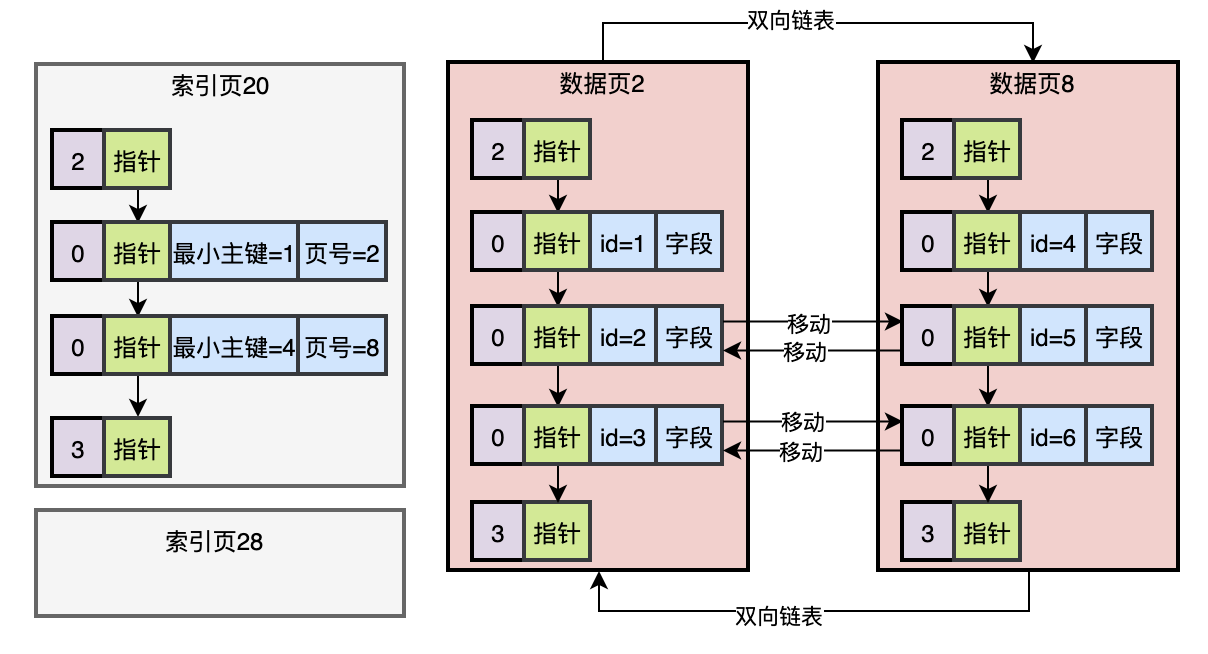 双向链表
索引页20
2 指针
0 指针 最小主键=1 页号=2
0 指针 最小主键=4 页号=8
3 指针
索引页28
数据页2
2 指针
0 指针 id=1 字段
0 指针 id=2 字段
0 指针 id=3 字段
3 指针
移动
移动
移动
移动
数据页8
2 指针
0 指针 id=4 字段
0 指针 id=5 字段
0 指针 id=6 字段
3 指针
双向链表